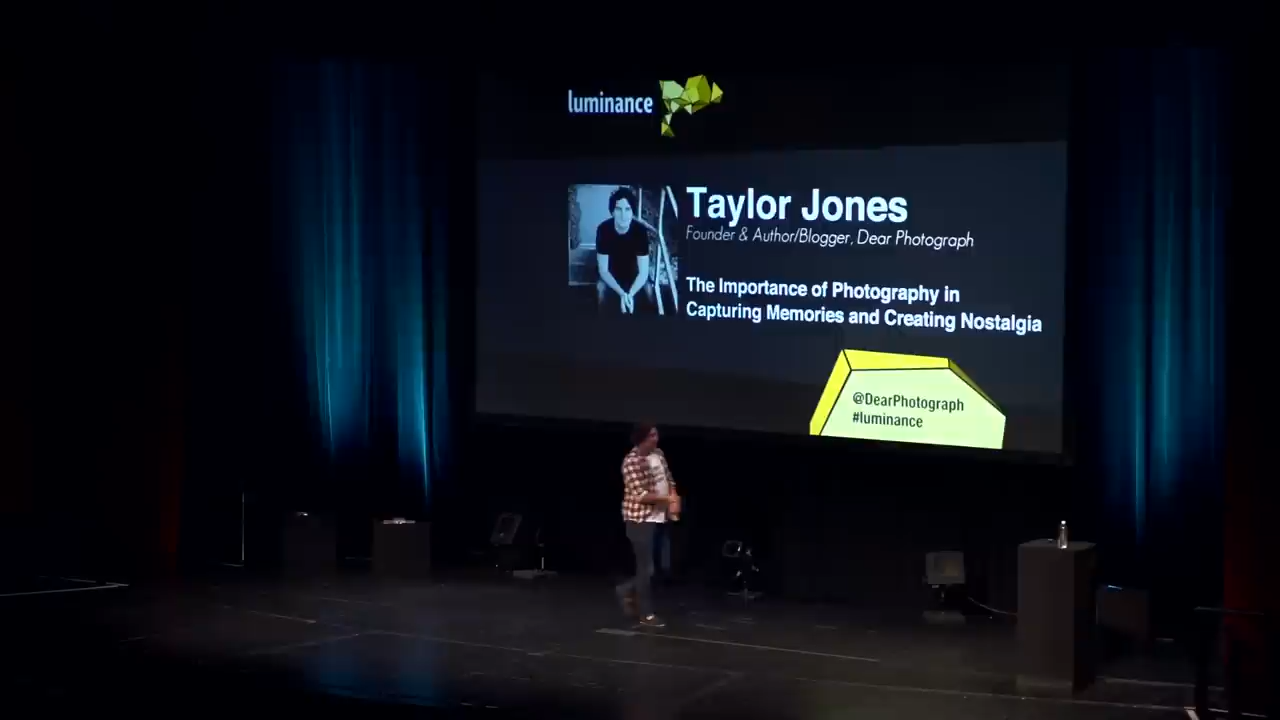 luminance
Taylor Jones
Founder & Author/Blogger, Dear Photograph
The Importance of Photography in
Capturing Memories and Creating Nostalgia
@DearPhotograph
#luminance